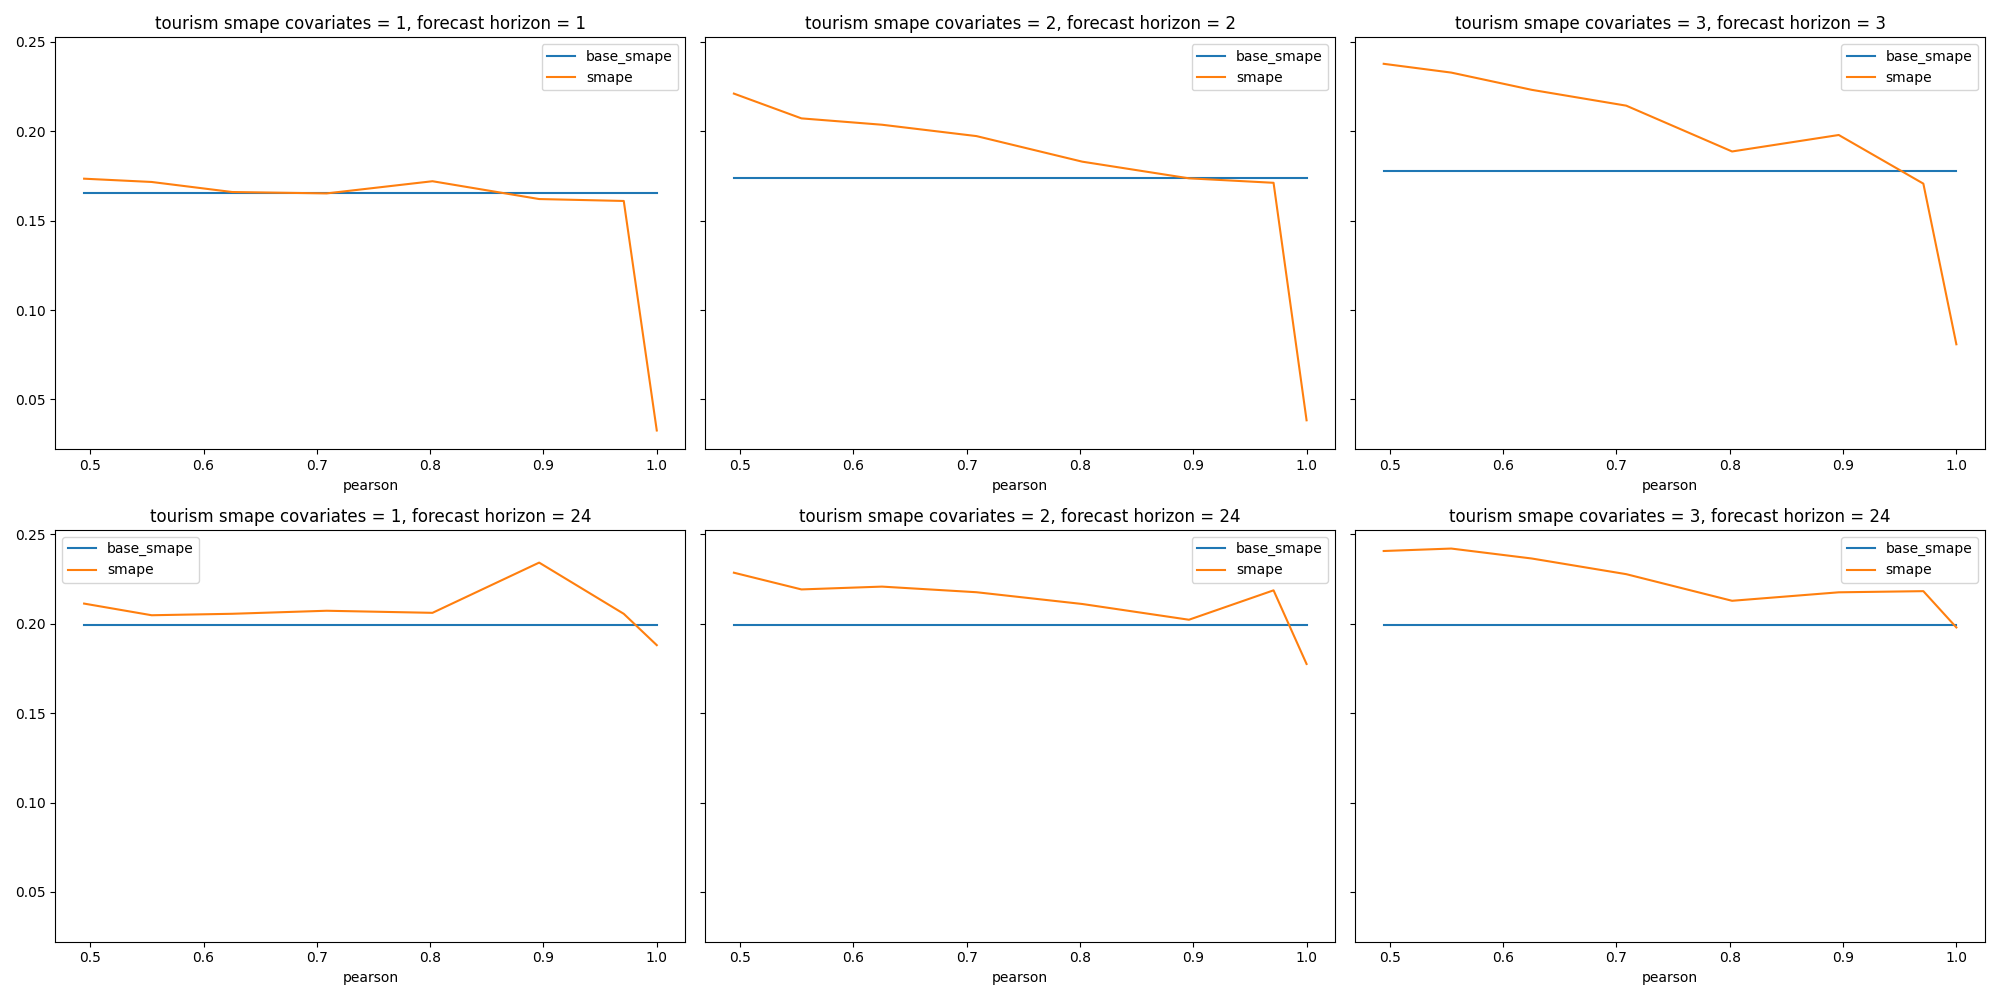 tourism smape covariates = 1, forecast horizon = 1
0.25
0.20
0.15
0.10
0.05
base_smape
smape
0.5 0.6 0.7 0.8 0.9 1.0
pearson
tourism smape covariates = 2, forecast horizon = 2
base_smape
smape
0.5 0.6 0.7 0.8 0.9 1.0
pearson
tourism smape covariates = 3, forecast horizon = 3
base_smape
smape
0.5 0.6 0.7 0.8 0.9 1.0
pearson
tourism smape covariates = 1, forecast horizon = 24
0.25
0.20
0.15
0.10
0.05
base_smape
smape
0.5 0.6 0.7 0.8 0.9 1.0
pearson
tourism smape covariates = 2, forecast horizon = 24
base_smape
smape
0.5 0.6 0.7 0.8 0.9 1.0
pearson
tourism smape covariates = 3, forecast horizon = 24
base_smape
smape
0.5 0.6 0.7 0.8 0.9 1.0
pearson